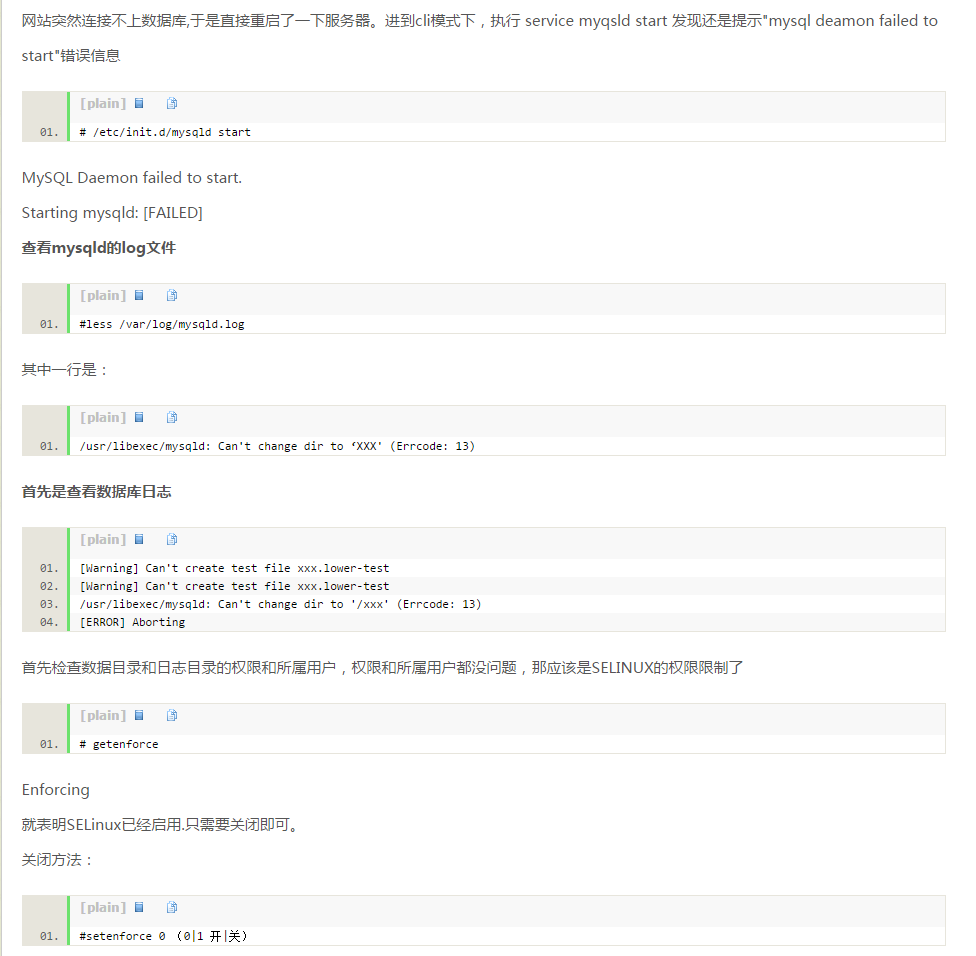 网站突然连接不上数据库,于是直接重启了一下服务器。进到cli模式下，执行 service myqsld start 发现还是提示"mysql deamon failed to
start"错误信息
[plain]
01. # /etc/init.d/mysqld start
MySQL Daemon failed to start.
Starting mysqld: [FAILED]
查看mysqld的log文件
[plain]
01. #less /var/log/mysqld.log
其中一行是：
[plain]
01. /usr/libexec/mysqld: Can't change dir to ‘XXX' (Errcode: 13)
首先是查看数据库日志
[plain]
01. [Warning] Can't create test file xxx.lower-test
02. [Warning] Can't create test file xxx.lower-test
03. /usr/libexec/mysqld: Can't change dir to '/xxx' (Errcode: 13)
04. [ERROR] Aborting
首先检查数据目录和日志目录的权限和所属用户，权限和所属用户都没问题，那应该是SELINUX的权限限制了
[plain]
01. # getenforce
Enforcing
就表明SELinux已经启用.只需要关闭即可。
关闭方法：
[plain]
01. #setenforce 0 （0|1 开|关）